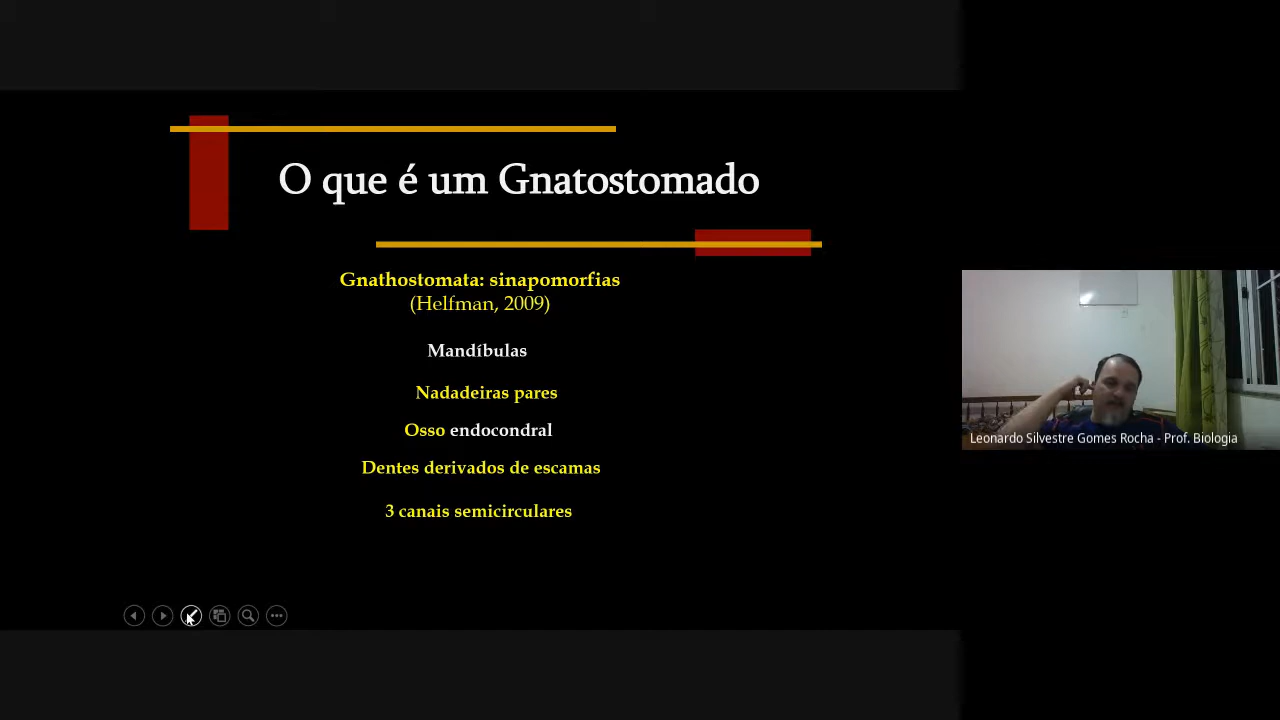 O que é um Gnatostomado
Gnathostomata: sinapomorfias
(Helfman, 2009)
Mandíbulas
Nadadeiras pares
Osso endocondral
Dentes derivados de escamas
3 canais semicirculares
Leonardo Silvestre Gomes Rocha - Prof. Biologia